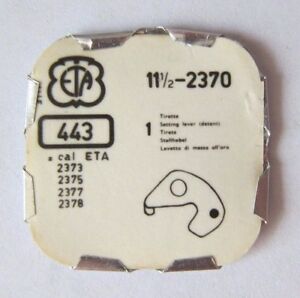 ETA
11½-2370
443
1
Tirette
Setting lever (detent)
Tirete
Stellhebel
Levetta di messa all'ora
cal ETA
2373
2375
2377
2378